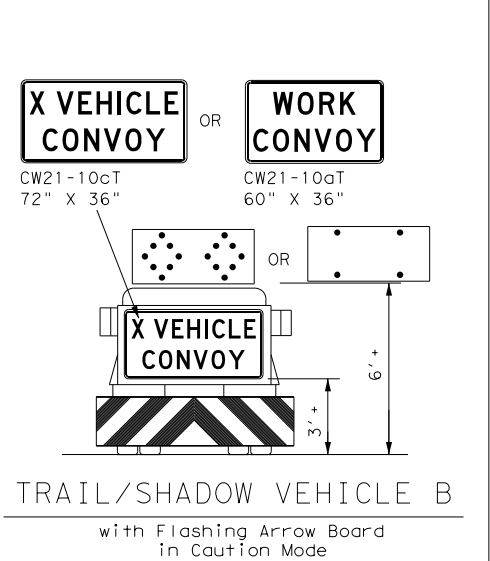 X VEHICLE
CONVOY
OR
WORK
CONVOY
CW21-10cT
72" X 36"
CW21-10aT
60" X 36"
OR
X VEHICLE
CONVOY
3' +
6' +
TRAIL/SHADOW VEHICLE B
with Flashing Arrow Board
in Caution Mode